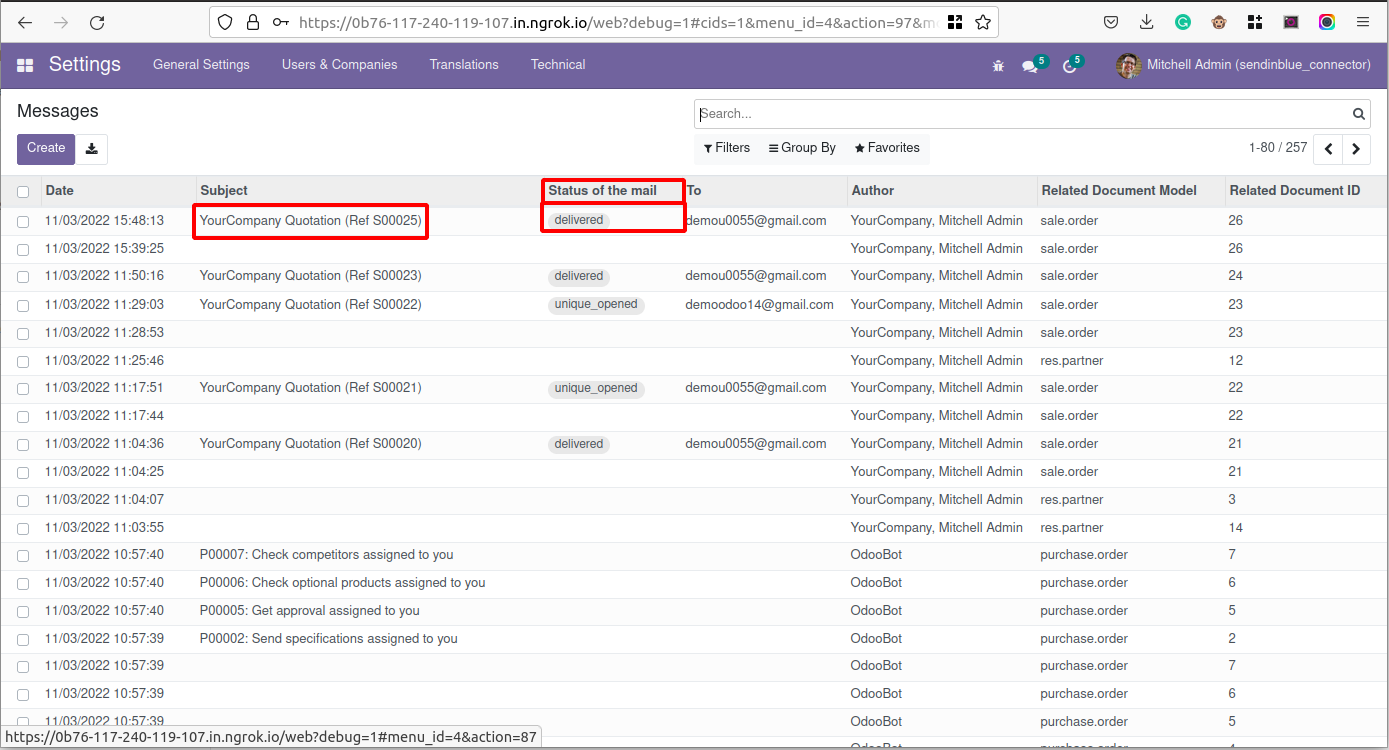 https://0b76-117-240-119-107.in.ngrok.io/web?debug=1#cids=1&menu_id=4&action=97&m
Settings General Settings Users & Companies Translations Technical 5 5 Mitchell Admin (sendinblue_connector)
Messages Search...
Create Filters Group By Favorites 1-80 / 257
Date Subject Status of the mail To Author Related Document Model Related Document ID
11/03/2022 15:48:13 YourCompany Quotation (Ref S00025) delivered demou0055@gmail.com YourCompany, Mitchell Admin sale.order 26
11/03/2022 15:39:25 YourCompany, Mitchell Admin sale.order 26
11/03/2022 11:50:16 YourCompany Quotation (Ref S00023) delivered demou0055@gmail.com YourCompany, Mitchell Admin sale.order 24
11/03/2022 11:29:03 YourCompany Quotation (Ref S00022) unique_opened demoodoo14@gmail.com YourCompany, Mitchell Admin sale.order 23
11/03/2022 11:28:53 YourCompany, Mitchell Admin sale.order 23
11/03/2022 11:25:46 YourCompany, Mitchell Admin res.partner 12
11/03/2022 11:17:51 YourCompany Quotation (Ref S00021) unique_opened demou0055@gmail.com YourCompany, Mitchell Admin sale.order 22
11/03/2022 11:17:44 YourCompany, Mitchell Admin sale.order 22
11/03/2022 11:04:36 YourCompany Quotation (Ref S00020) delivered demou0055@gmail.com YourCompany, Mitchell Admin sale.order 21
11/03/2022 11:04:25 YourCompany, Mitchell Admin sale.order 21
11/03/2022 11:04:07 YourCompany, Mitchell Admin res.partner 3
11/03/2022 11:03:55 YourCompany, Mitchell Admin res.partner 14
11/03/2022 10:57:40 P00007: Check competitors assigned to you OdooBot purchase.order 7
11/03/2022 10:57:40 P00006: Check optional products assigned to you OdooBot purchase.order 6
11/03/2022 10:57:40 P00005: Get approval assigned to you OdooBot purchase.order 5
11/03/2022 10:57:39 P00002: Send specifications assigned to you OdooBot purchase.order 2
11/03/2022 10:57:39 OdooBot purchase.order 7
11/03/2022 10:57:39 OdooBot purchase.order 6
11/03/2022 10:57:39 OdooBot purchase.order 5
https://0b76-117-240-119-107.in.ngrok.io/web?debug=1#menu_id=4&action=87